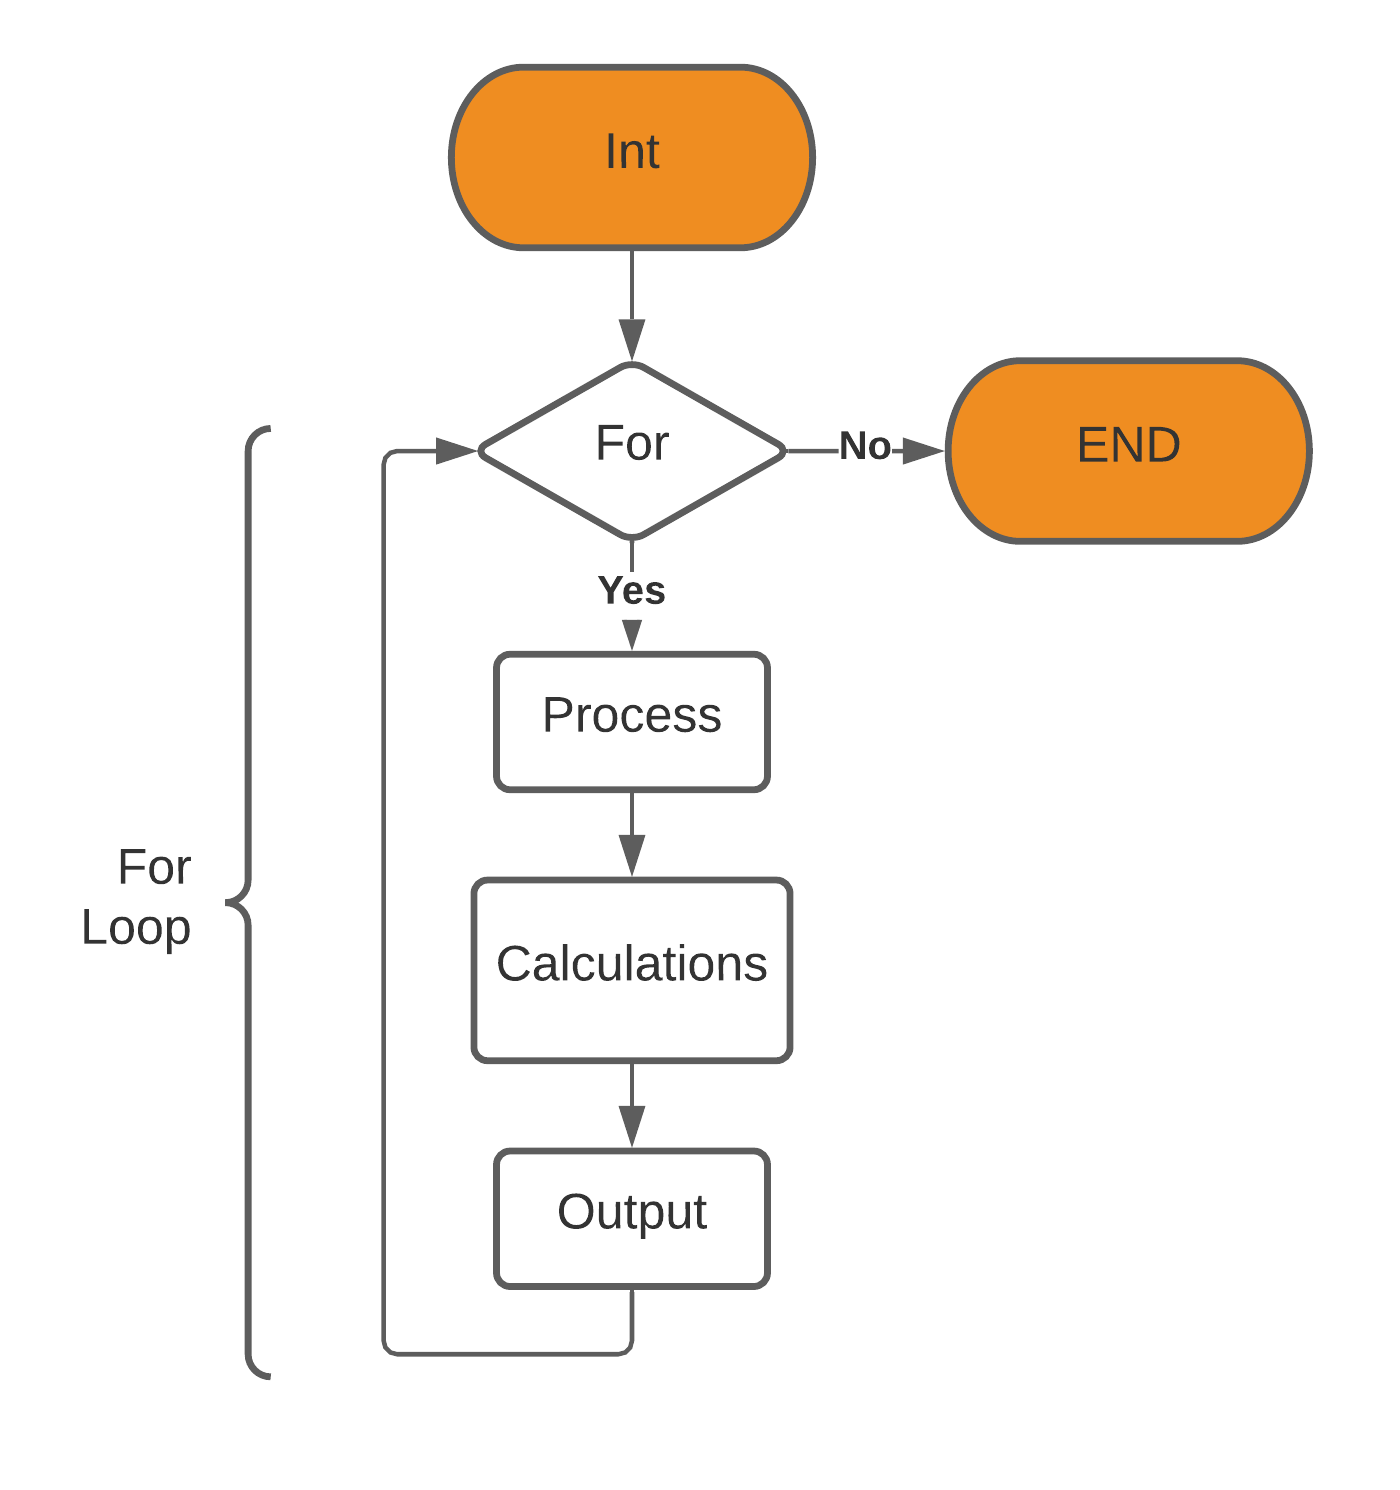 Int
For
No
END
Yes
Process
For
Loop
Calculations
Output